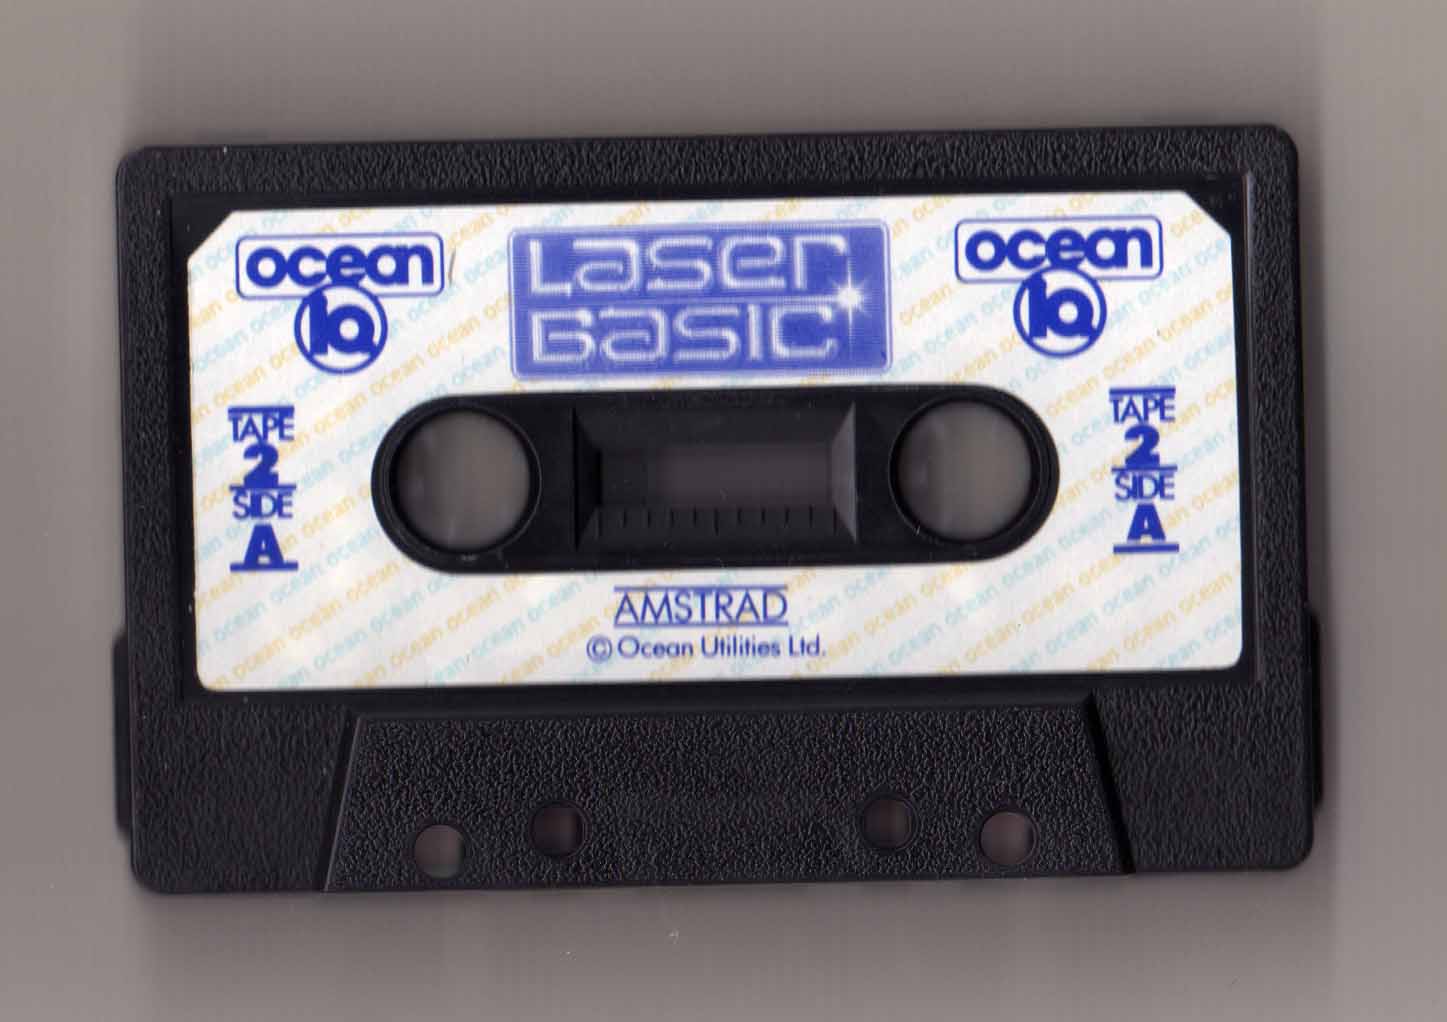 ocean
IQ
Laser
Basic
ocean
IQ
TAPE
2
SIDE
A
TAPE
2
SIDE
A
AMSTRAD
© Ocean Utilities Ltd.